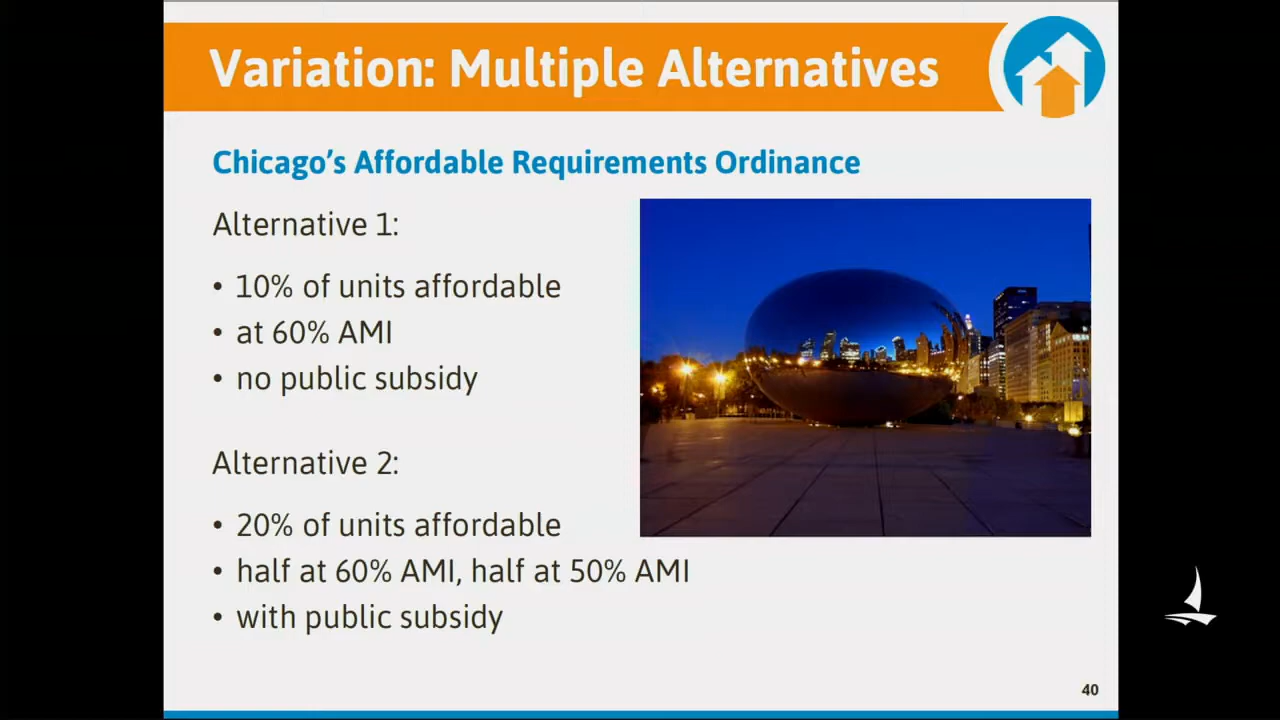 Variation: Multiple Alternatives
Chicago’s Affordable Requirements Ordinance
Alternative 1:
• 10% of units affordable
• at 60% AMI
• no public subsidy
Alternative 2:
• 20% of units affordable
• half at 60% AMI, half at 50% AMI
• with public subsidy
40